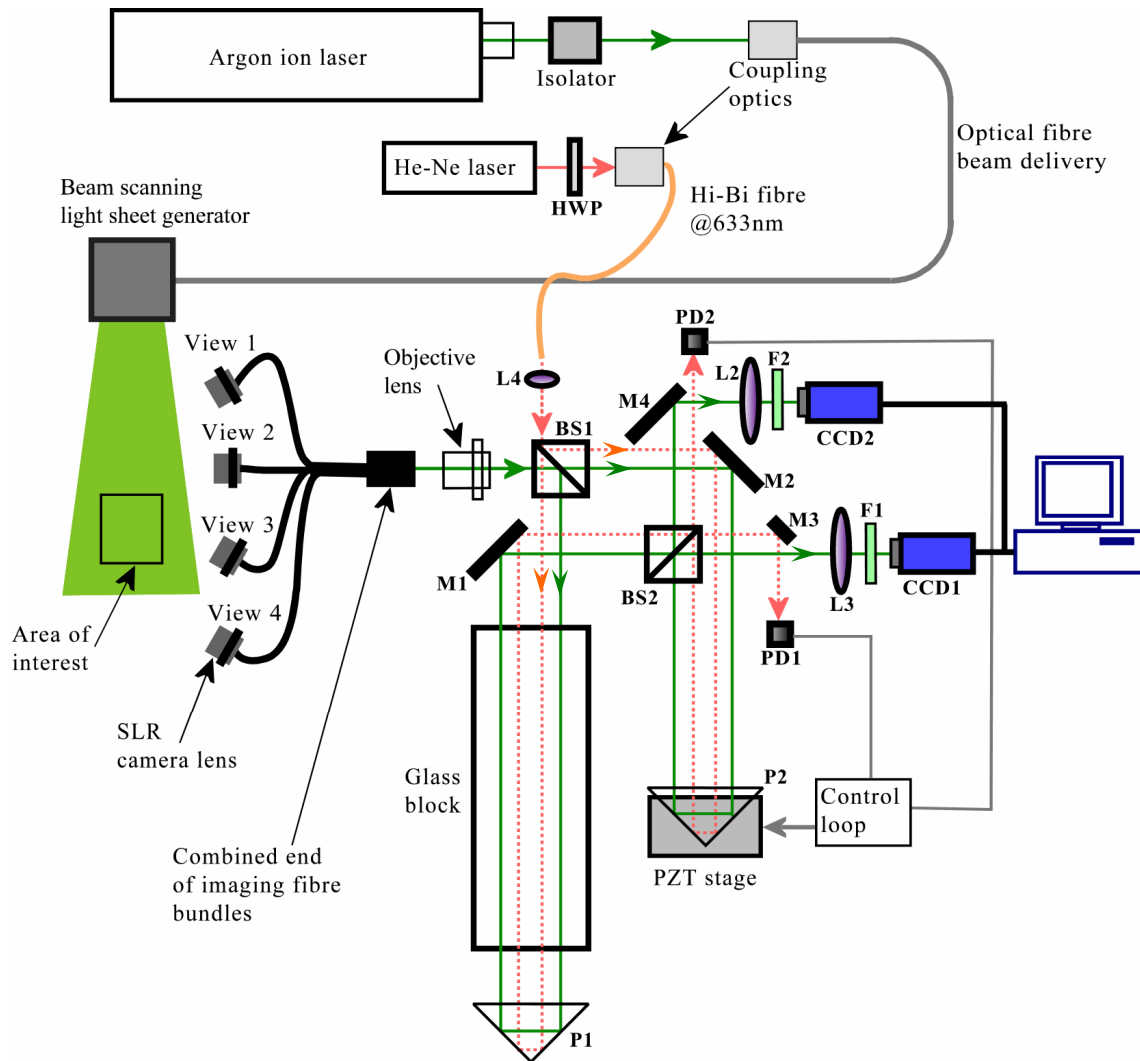 Argon ion laser
Isolator
Coupling
optics
Optical fibre
beam delivery
He-Ne laser
HWP
Hi-Bi fibre
@633nm
Beam scanning
light sheet generator
View 1
View 2
View 3
View 4
Objective
lens
L4
BS1
PD2
M4
L2
F2
CCD2
M2
M3
F1
M1
BS2
L3
CCD1
PD1
Area of
interest
SLR
camera lens
Glass
block
Combined end
of imaging fibre
bundles
P2
Control
loop
PZT stage
P1